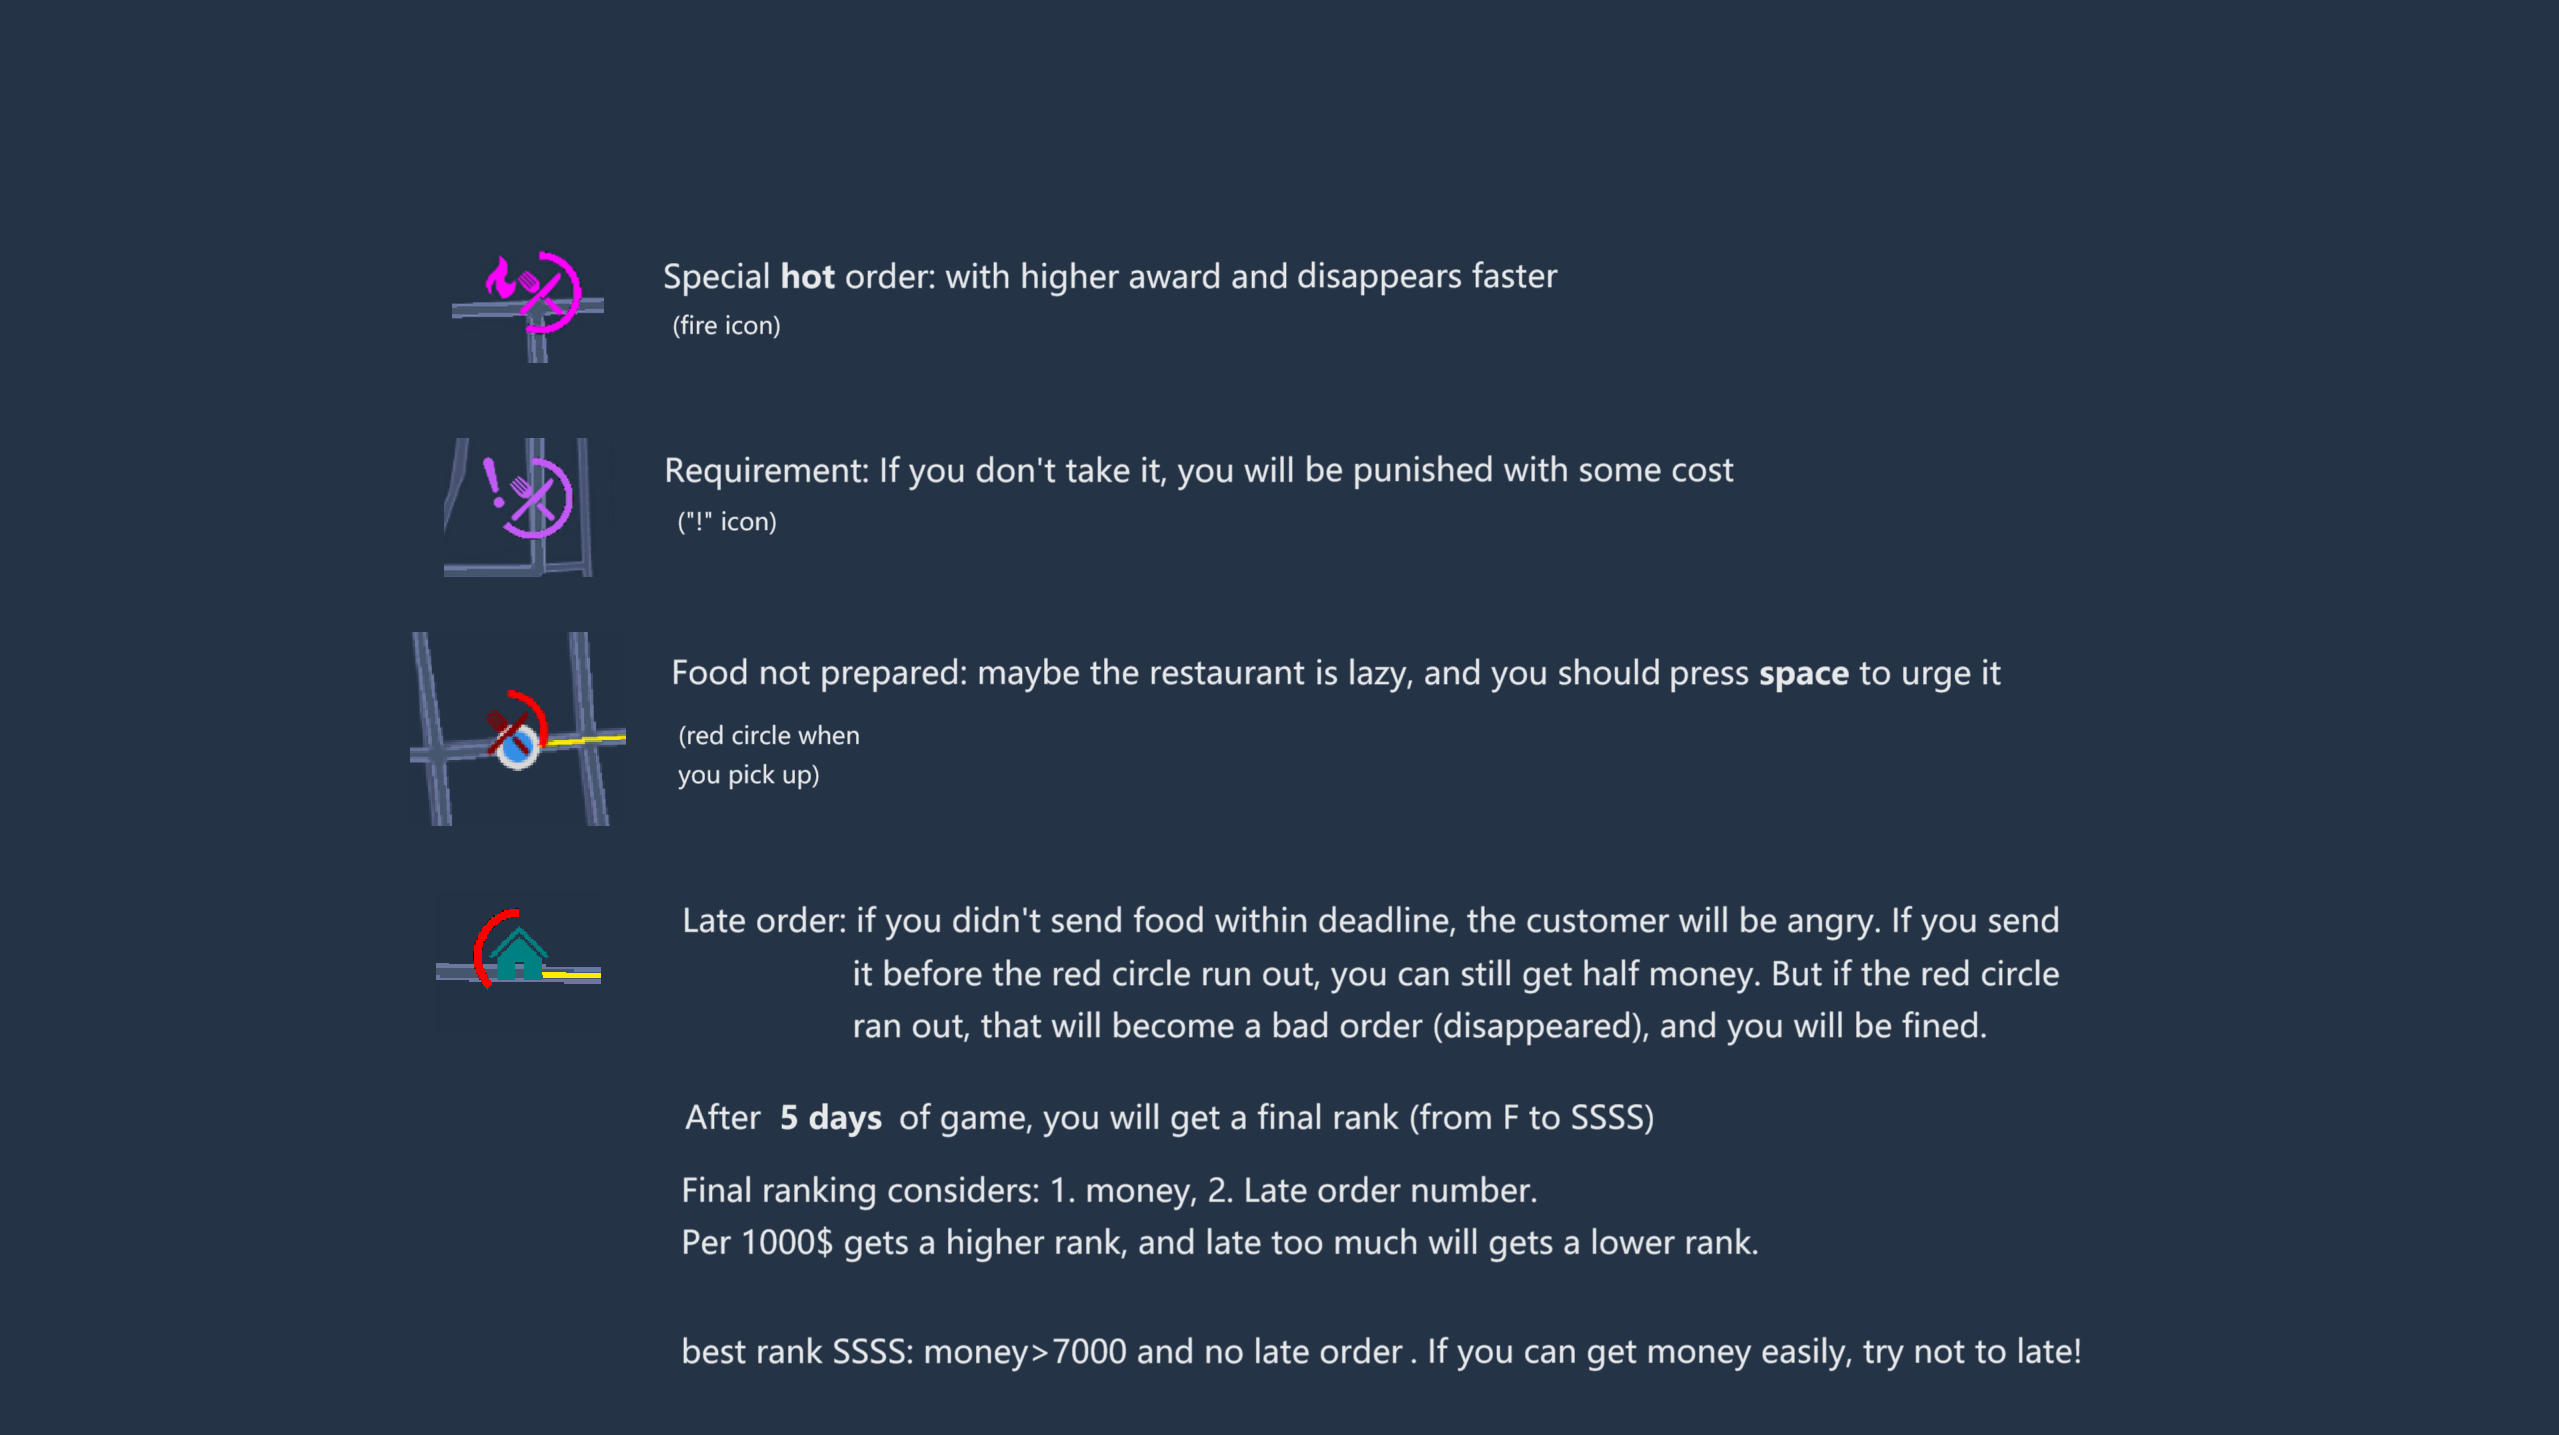 Special hot order: with higher award and disappears faster
(fire icon)
Requirement: If you don't take it, you will be punished with some cost
("!" icon)
Food not prepared: maybe the restaurant is lazy, and you should press space to urge it
(red circle when
you pick up)
Late order: if you didn't send food within deadline, the customer will be angry. If you send
it before the red circle run out, you can still get half money. But if the red circle
ran out, that will become a bad order (disappeared), and you will be fined.
After 5 days of game, you will get a final rank (from F to SSSS)
Final ranking considers: 1. money, 2. Late order number.
Per 1000$ gets a higher rank, and late too much will gets a lower rank.
best rank SSSS: money>7000 and no late order . If you can get money easily, try not to late!